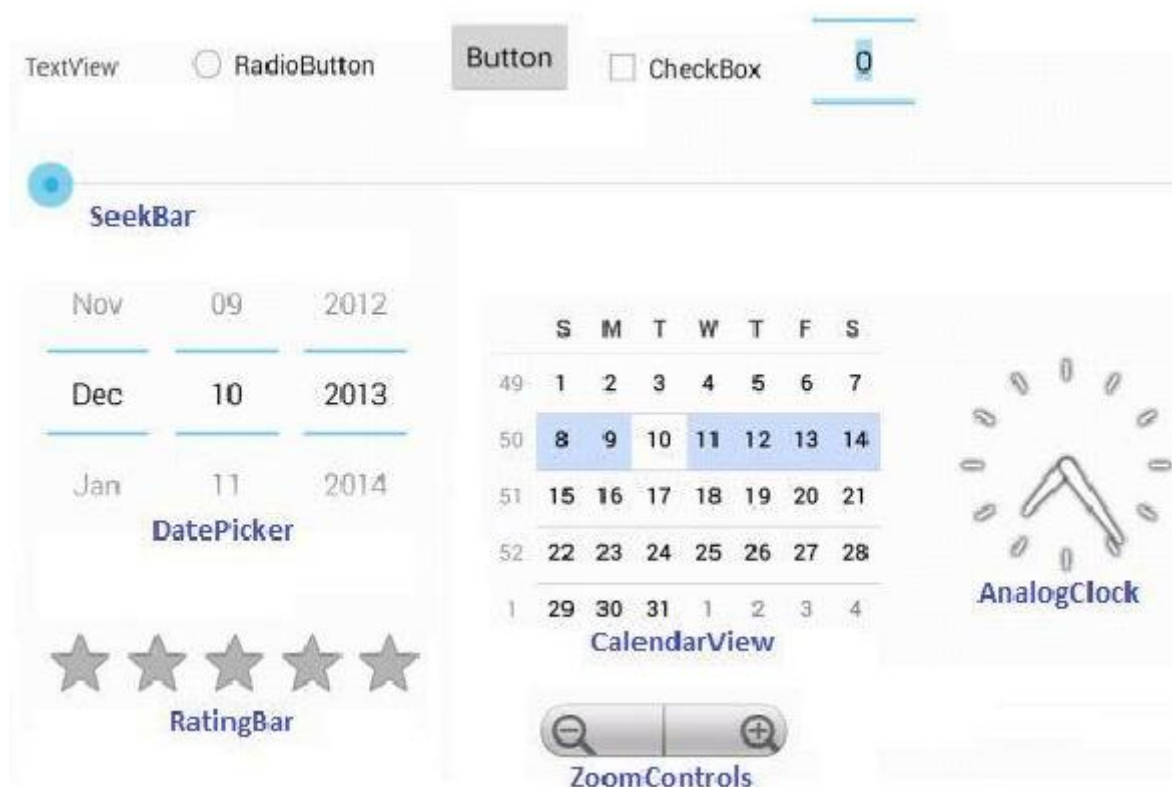 TextView RadioButton Button CheckBox 0
SeekBar
Nov 09 2012
Dec 10 2013
Jan 11 2014
DatePicker
S M T W T F S
49 1 2 3 4 5 6 7
50 8 9 10 11 12 13 14
51 15 16 17 18 19 20 21
52 22 23 24 25 26 27 28
1 29 30 31 1 2 3 4
CalendarView
AnalogClock
RatingBar
ZoomControls